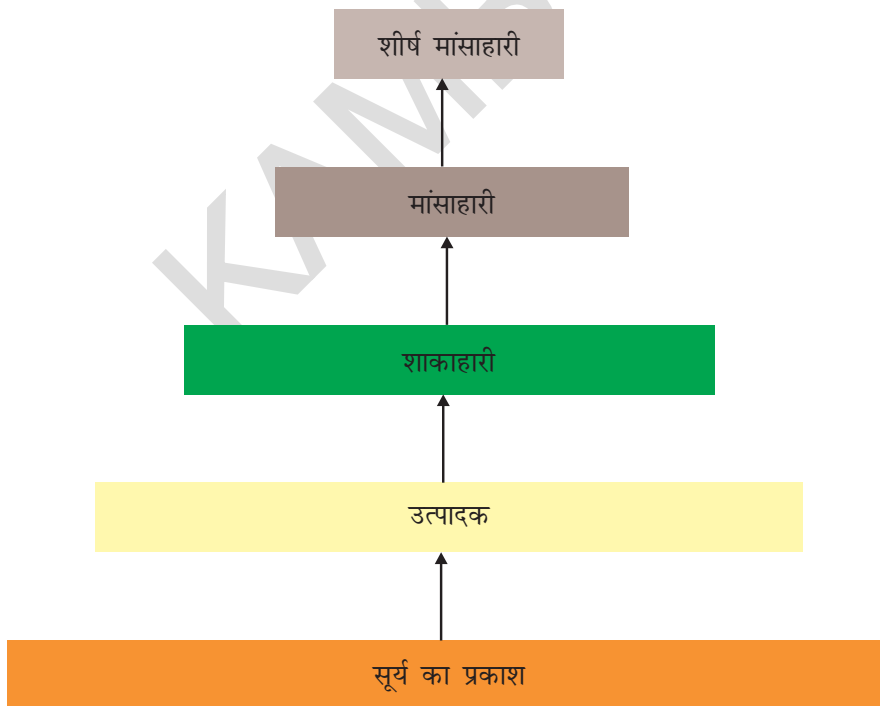 शीर्ष मांसाहारी
मांसाहारी
शाकाहारी
उत्पादक
सूर्य का प्रकाश